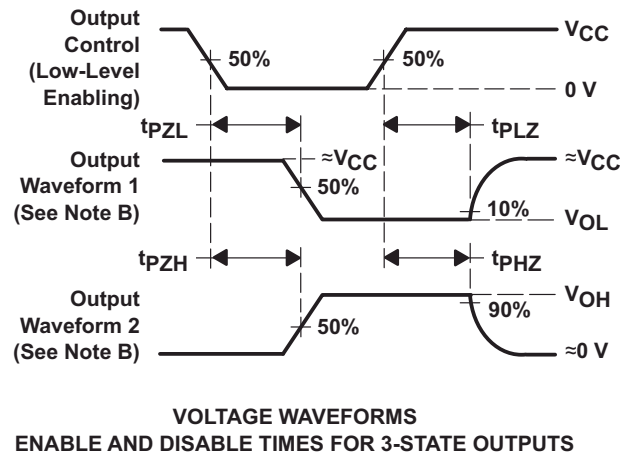 Output
Control
(Low-Level
Enabling)
50%
50%
VCC
0 V
tPZL
tPLZ
Output
Waveform 1
(See Note B)
≈VCC
50%
≈VCC
10%
VOL
tPZH
tPHZ
Output
Waveform 2
(See Note B)
50%
VOH
90%
≈0 V
VOLTAGE WAVEFORMS
ENABLE AND DISABLE TIMES FOR 3-STATE OUTPUTS